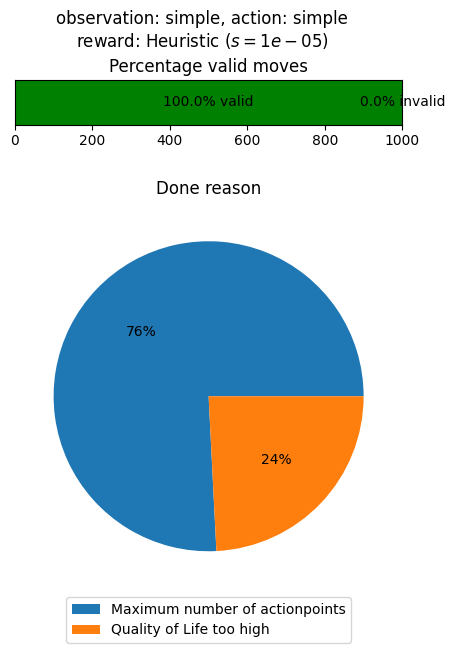 observation: simple, action: simple
reward: Heuristic (s = 1e − 05)
Percentage valid moves
100.0% valid
0.0% invalid
0 200 400 600 800 1000
Done reason
76%
24%
Maximum number of actionpoints
Quality of Life too high